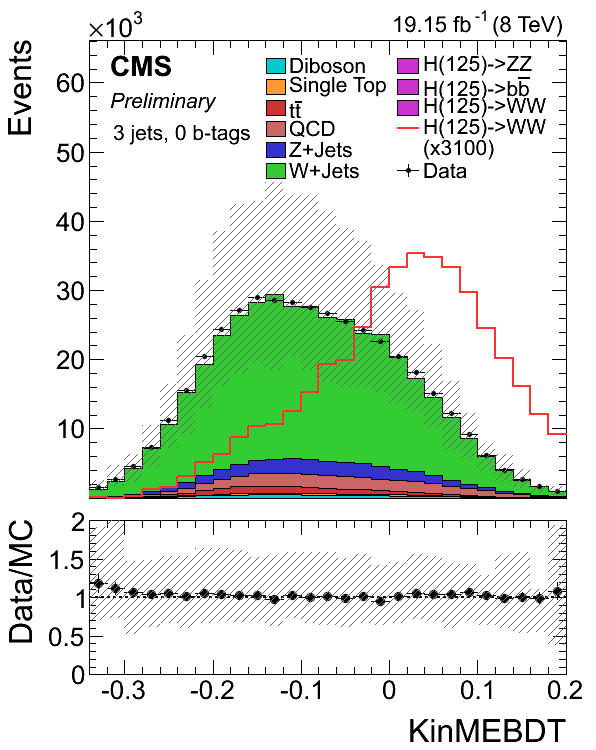 ×10³
19.15 fb⁻¹ (8 TeV)
Events
60
50
40
30
20
10
CMS
Preliminary
3 jets, 0 b-tags
Diboson
Single Top
tt̅
QCD
Z+Jets
W+Jets
H(125)->ZZ
H(125)->bb̅
H(125)->WW
H(125)->WW
(x3100)
Data
Data/MC
2
1.5
1
0.5
0
-0.3 -0.2 -0.1 0 0.1 0.2
KinMEBDT